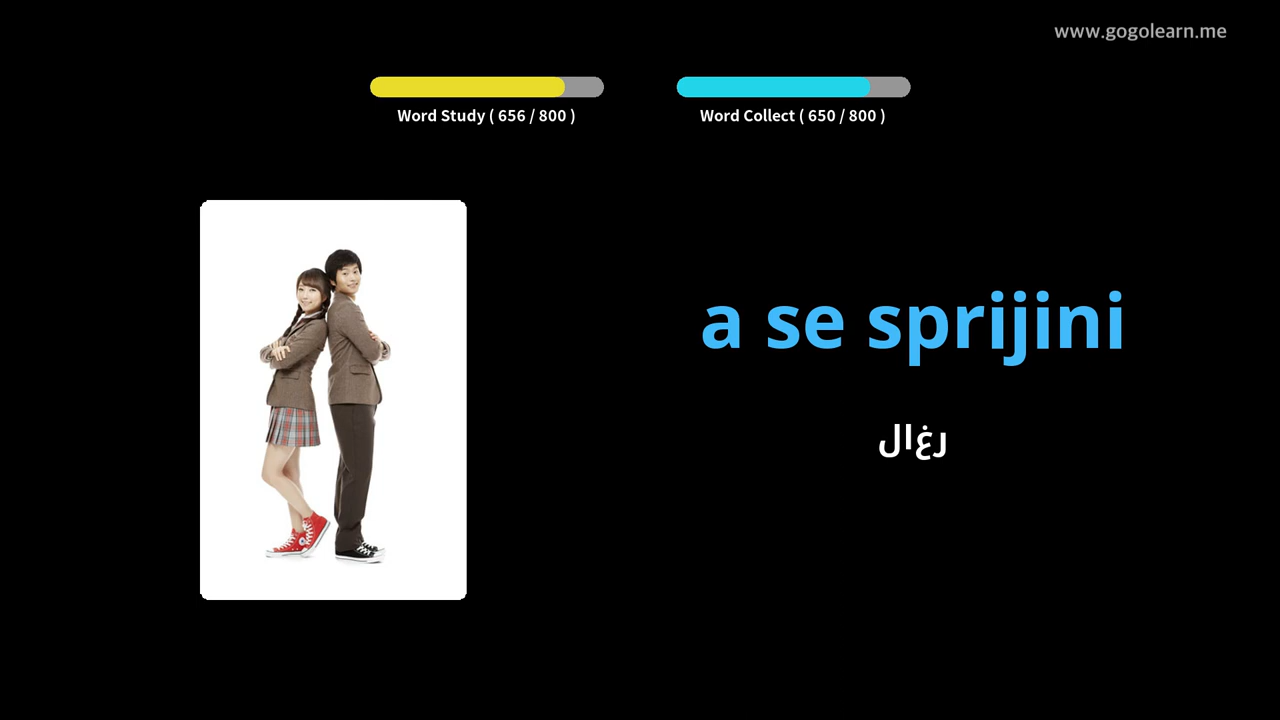 www.gogolearn.me
Word Study ( 656 / 800 )
Word Collect ( 650 / 800 )
a se sprijini
رغال